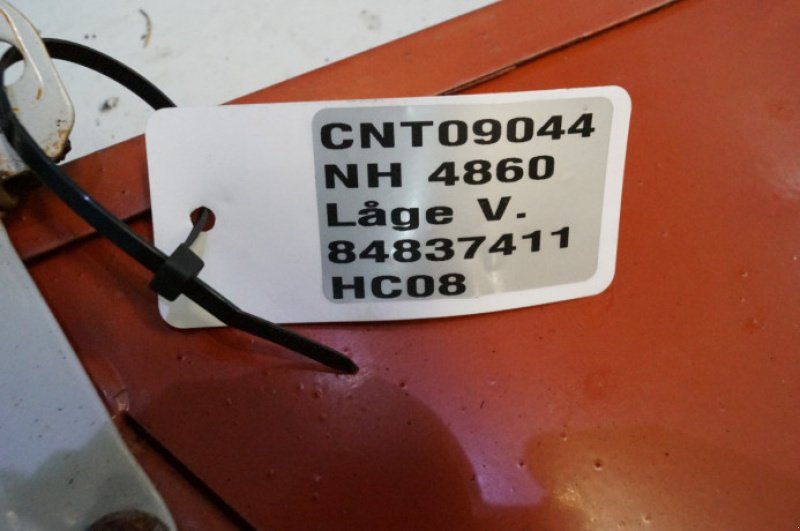 CNT09044
NH 4860
Låge V.
84837411
HC08